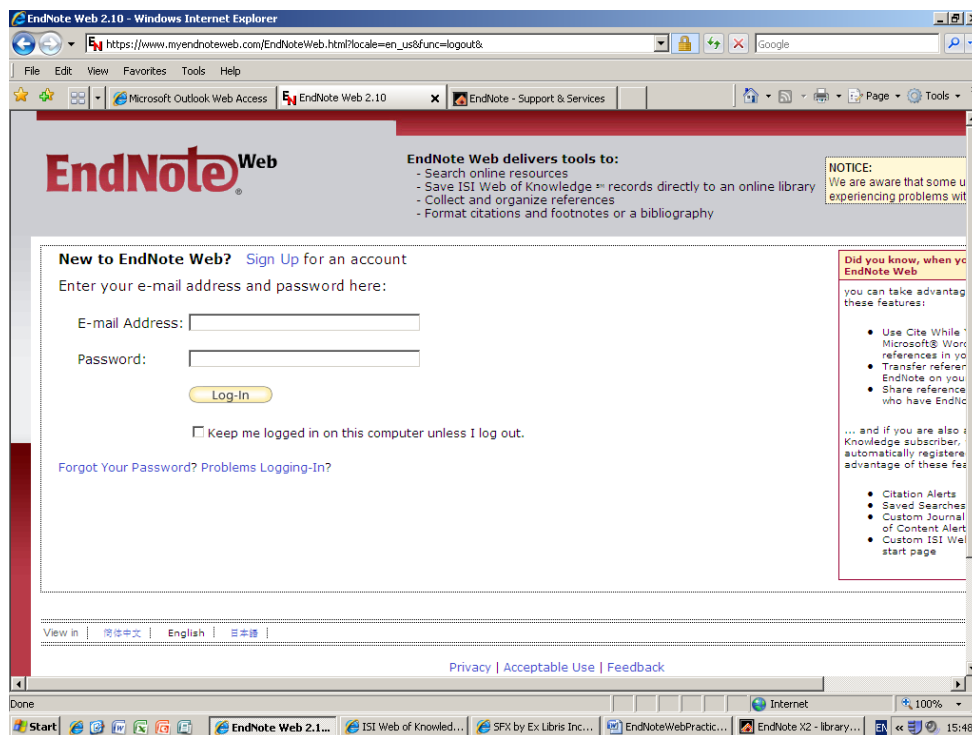 EndNote Web 2.10 - Windows Internet Explorer
https://www.myendnoteweb.com/EndNoteWeb.html?locale=en_us&func=logout&
Google
File Edit View Favorites Tools Help
Microsoft Outlook Web Access
EndNote Web 2.10
EndNote - Support & Services
Page
Tools
EndNote Web
EndNote Web delivers tools to:
- Search online resources
- Save ISI Web of Knowledge records directly to an online library
- Collect and organize references
- Format citations and footnotes or a bibliography
NOTICE:
We are aware that some u
experiencing problems wit
New to EndNote Web? Sign Up for an account
Enter your e-mail address and password here:
E-mail Address:
Password:
Log-In
Keep me logged in on this computer unless I log out.
Forgot Your Password? Problems Logging-In?
Did you know, when yo
EndNote Web
you can take advantag
these features:
Use Cite While
Microsoft® Word
references in yo
Transfer referen
EndNote on you
Share reference
who have EndNo
... and if you are also a
Knowledge subscriber,
automatically registere
advantage of these fea
Citation Alerts
Saved Searches
Custom Journal
of Content Alert
Custom ISI Wel
start page
View in | 简体中文 | English | 日本語 |
Privacy | Acceptable Use | Feedback
Done
Internet
100%
Start
EndNote Web 2.1...
ISI Web of Knowled...
SFX by Ex Libris Inc...
EndNoteWebPractic...
EndNote X2 - library...
EN
15:48